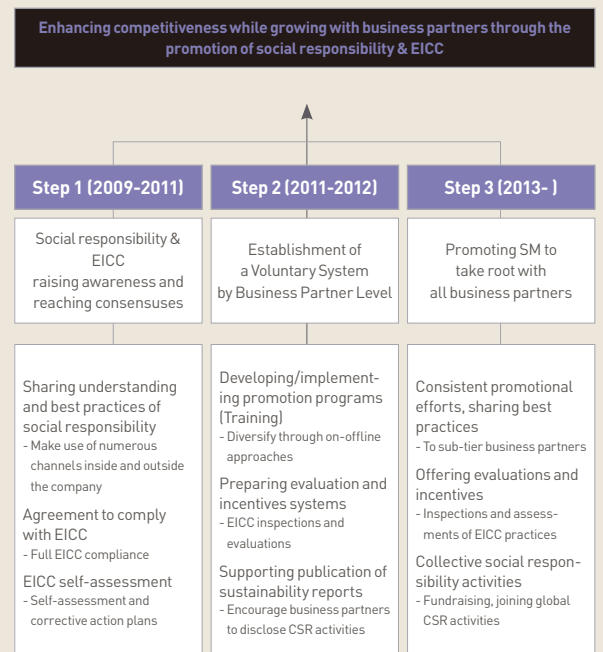 Enhancing competitiveness while growing with business partners through the
promotion of social responsibility & EICC
Step 1 (2009-2011)
Social responsibility &
EICC
raising awareness and
reaching consensuses
Sharing understanding
and best practices of
social responsibility
- Make use of numerous
channels inside and outside
the company
Agreement to comply
with EICC
- Full EICC compliance
EICC self-assessment
- Self-assessment and
corrective action plans
Step 2 (2011-2012)
Establishment of
a Voluntary System
by Business Partner Level
Developing/implement-
ing promotion programs
(Training)
- Diversify through on-offline
approaches
Preparing evaluation and
incentives systems
- EICC inspections and
evaluations
Supporting publication of
sustainability reports
- Encourage business partners
to disclose CSR activities
Step 3 (2013- )
Promoting SM to
take root with
all business partners
Consistent promotional
efforts, sharing best
practices
- To sub-tier business partners
Offering evaluations and
incentives
- Inspections and assess-
ments of EICC practices
Collective social respon-
sibility activities
- Fundraising, joining global
CSR activities